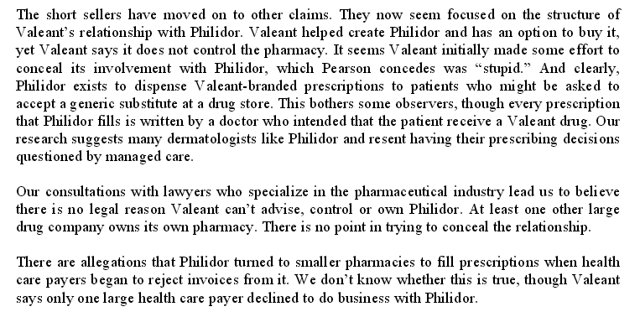 The short sellers have moved on to other claims. They now seem focused on the structure of
Valeant's relationship with Philidor. Valeant helped create Philidor and has an option to buy it,
yet Valeant says it does not control the pharmacy. It seems Valeant initially made some effort to
conceal its involvement with Philidor, which Pearson concedes was “stupid.” And clearly,
Philidor exists to dispense Valeant-branded prescriptions to patients who might be asked to
accept a generic substitute at a drug store. This bothers some observers, though every prescription
that Philidor fills is written by a doctor who intended that the patient receive a Valeant drug. Our
research suggests many dermatologists like Philidor and resent having their prescribing decisions
questioned by managed care.

Our consultations with lawyers who specialize in the pharmaceutical industry lead us to believe
there is no legal reason Valeant can't advise, control or own Philidor. At least one other large
drug company owns its own pharmacy. There is no point in trying to conceal the relationship.

There are allegations that Philidor turned to smaller pharmacies to fill prescriptions when health
care payers began to reject invoices from it. We don't know whether this is true, though Valeant
says only one large health care payer declined to do business with Philidor.